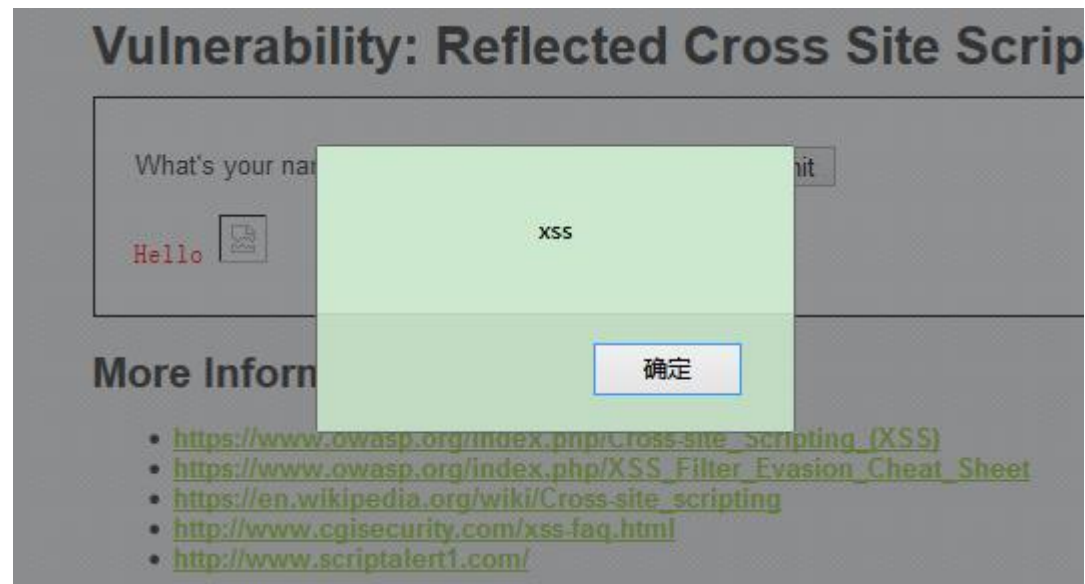 Vulnerability: Reflected Cross Site Scrip
What's your nar
nit
xss
Hello
确定
More Inforn
https://www.owasp.org/index.php/Cross-site_Scripting_(XSS)
https://www.owasp.org/index.php/XSS_Filter_Evasion_Cheat_Sheet
https://en.wikipedia.org/wiki/Cross-site_scripting
http://www.cgisecurity.com/xss-faq.html
http://www.scriptalert1.com/